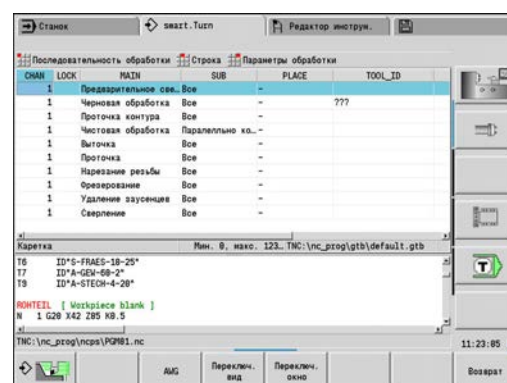 Станок
smart.Turn
Редактор инструм.
Последовательность обработки Строка Параметры обработки
CHAN LOCK MAIN SUB PLACE TOOL_ID
1 Предварительное све… Все –
1 Черновая обработка Все – ???
1 Проточка контура Все –
1 Чистовая обработка Паралелльно ко… –
1 Выточка Все –
1 Проточка Все –
1 Нарезание резьбы Все –
1 Фрезерование Все –
1 Удаление заусенцев Все –
1 Сверление Все –
Каретка Мин. 0, макс. 123… TNC:\nc_prog\gtb\default.gtb
T6 ID"S-FRAES-18-25"
T7 ID"A-GEW-60-2"
T9 ID"A-STECH-4-20"
ROHTEIL [ Workpiece blank ]
N 1 G20 X42 Z85 K0.5
TNC:\nc_prog\ncps\PGM01.nc
T
11:23:05
AWG
Переключ. вид
Переключ. окно
Возврат